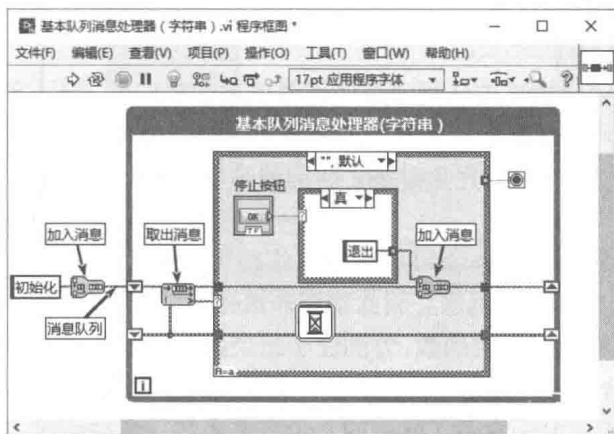 基本队列消息处理器（字符串）.vi 程序框图 *
文件(F) 编辑(E) 查看(V) 项目(P) 操作(O) 工具(T) 窗口(W) 帮助(H)
17pt 应用程序字体
基本队列消息处理器(字符串)
"", 默认
停止按钮
真
OK
TF
加入消息
取出消息
加入消息
退出
初始化
消息队列
A=a
i